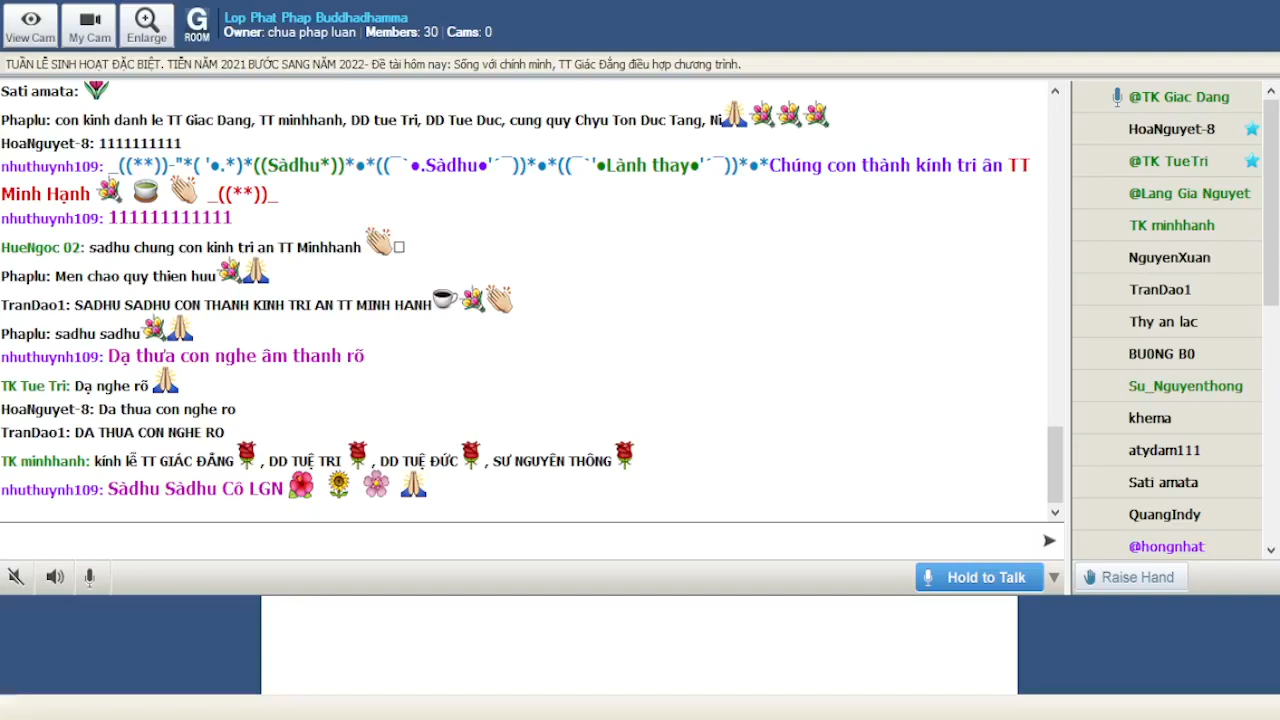 View Cam
My Cam
Enlarge
G
ROOM
Lop Phat Phap Buddhadhamma
Owner: chua phap luan | Members: 30 | Cams: 0
TUẦN LỄ SINH HOẠT ĐẶC BIỆT. TIỄN NĂM 2021 BƯỚC SANG NĂM 2022- Đề tài hôm nay: Sống với chính mình, TT Giác Đẳng điều hợp chương trình.
Sati amata:
Phaplu: con kinh danh le TT Giac Dang, TT minhhanh, DD tue Tri, DD Tue Duc, cung quy Chyu Ton Duc Tang, Ni
HoaNguyet-8: 1111111111
nhuthuynh109: _((**))-"*( '●.*)*((Sàdhu*))*●*((¯`●.Sàdhu●'´¯))*●*((¯`'●Lành thay●'´¯))*●*Chúng con thành kính tri ân TT
Minh Hạnh _((**))_
nhuthuynh109: 111111111111
HueNgoc 02: sadhu chung con kinh tri an TT Minhhanh
Phaplu: Men chao quy thien huu
TranDao1: SADHU SADHU CON THANH KINH TRI AN TT MINH HANH
Phaplu: sadhu sadhu
nhuthuynh109: Dạ thưa con nghe âm thanh rõ
TK Tue Tri: Dạ nghe rõ
HoaNguyet-8: Da thua con nghe ro
TranDao1: DA THUA CON NGHE RO
TK minhhanh: kính lễ TT GIÁC ĐẲNG , DD TUỆ TRI , DD TUỆ ĐỨC , SƯ NGUYÊN THÔNG
nhuthuynh109: Sàdhu Sàdhu Cô LGN
Hold to Talk
@TK Giac Dang
HoaNguyet-8
@TK TueTri
@Lang Gia Nguyet
TK minhhanh
NguyenXuan
TranDao1
Thy an lac
BU0NG B0
Su_Nguyenthong
khema
atydam111
Sati amata
QuangIndy
@hongnhat
Raise Hand